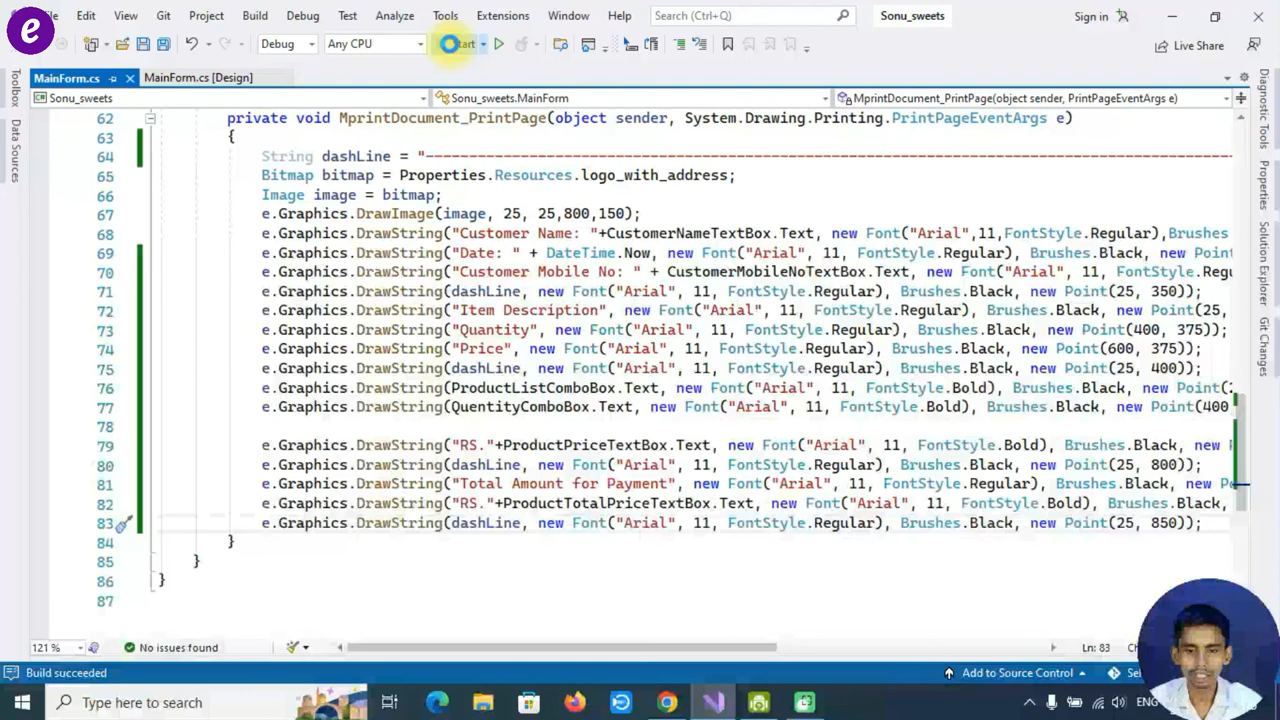 e
Edit View Git Project Build Debug Test Analyze Tools Extensions Window Help Search (Ctrl+Q) Sonu_sweets Sign in
Debug Any CPU Live Share
MainForm.cs MainForm.cs [Design]
Sonu_sweets Sonu_sweets.MainForm MprintDocument_PrintPage(object sender, PrintPageEventArgs e)
Toolbox
Data Sources
62 private void MprintDocument_PrintPage(object sender, System.Drawing.Printing.PrintPageEventArgs e)
63 {
64 String dashLine = "----------------------------------------------------------------------------------------------
65 Bitmap bitmap = Properties.Resources.logo_with_address;
66 Image image = bitmap;
67 e.Graphics.DrawImage(image, 25, 25,800,150);
68 e.Graphics.DrawString("Customer Name: "+CustomerNameTextBox.Text, new Font("Arial",11,FontStyle.Regular),Brushes
69 e.Graphics.DrawString("Date: " + DateTime.Now, new Font("Arial", 11, FontStyle.Regular), Brushes.Black, new Point(25,
70 e.Graphics.DrawString("Customer Mobile No: " + CustomerMobileNoTextBox.Text, new Font("Arial", 11, FontStyle.Regu
71 e.Graphics.DrawString(dashLine, new Font("Arial", 11, FontStyle.Regular), Brushes.Black, new Point(25, 350));
72 e.Graphics.DrawString("Item Description", new Font("Arial", 11, FontStyle.Regular), Brushes.Black, new Point(25,
73 e.Graphics.DrawString("Quantity", new Font("Arial", 11, FontStyle.Regular), Brushes.Black, new Point(400, 375));
74 e.Graphics.DrawString("Price", new Font("Arial", 11, FontStyle.Regular), Brushes.Black, new Point(600, 375));
75 e.Graphics.DrawString(dashLine, new Font("Arial", 11, FontStyle.Regular), Brushes.Black, new Point(25, 400));
76 e.Graphics.DrawString(ProductListComboBox.Text, new Font("Arial", 11, FontStyle.Bold), Brushes.Black, new Point(2
77 e.Graphics.DrawString(QuentityComboBox.Text, new Font("Arial", 11, FontStyle.Bold), Brushes.Black, new Point(400
78
79 e.Graphics.DrawString("RS."+ProductPriceTextBox.Text, new Font("Arial", 11, FontStyle.Bold), Brushes.Black, new P
80 e.Graphics.DrawString(dashLine, new Font("Arial", 11, FontStyle.Regular), Brushes.Black, new Point(25, 800));
81 e.Graphics.DrawString("Total Amount for Payment", new Font("Arial", 11, FontStyle.Regular), Brushes.Black, new Po
82 e.Graphics.DrawString("RS."+ProductTotalPriceTextBox.Text, new Font("Arial", 11, FontStyle.Bold), Brushes.Black,
83 e.Graphics.DrawString(dashLine, new Font("Arial", 11, FontStyle.Regular), Brushes.Black, new Point(25, 850));
84 }
85 }
86 }
87
Diagnostic Tools
Properties
Solution Explorer
Git Changes
121 % No issues found Ln: 83
Build succeeded Add to Source Control
Type here to search ENG